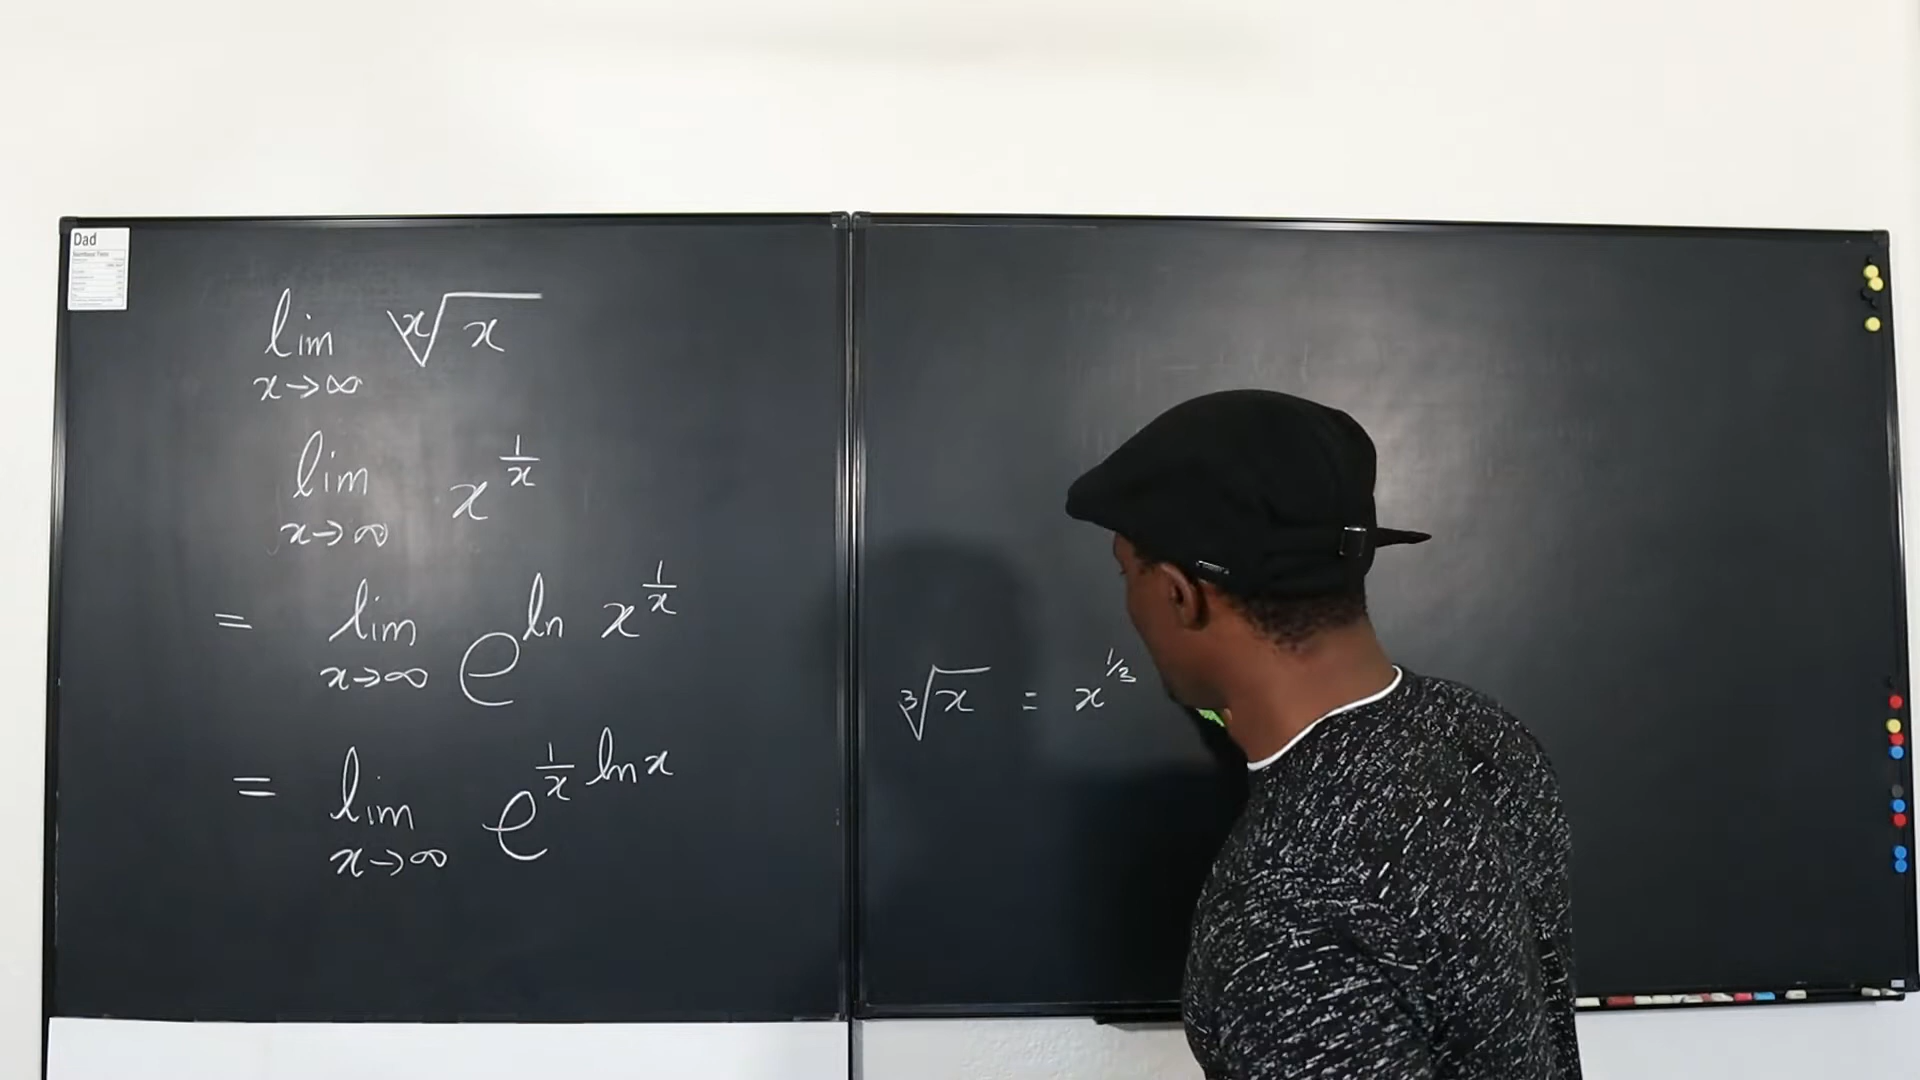 Dad
lim x→∞ ˣ√x
lim x→∞ x^(1/x)
= lim x→∞ e^(ln x^(1/x))
= lim x→∞ e^(1/x ln x)
³√x = x^(1/3)